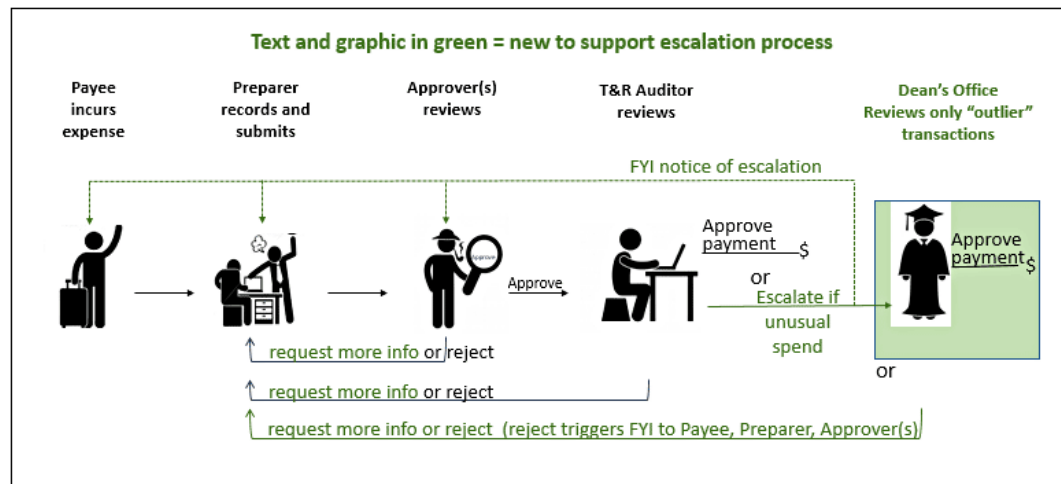 Text and graphic in green = new to support escalation process
Payee
incurs
expense
Preparer
records and
submits
Approver(s)
reviews
T&R Auditor
reviews
Dean's Office
Reviews only "outlier"
transactions
FYI notice of escalation
Approve
Approve
Approve
payment
$
or
Escalate if
unusual
spend
Approve
payment
$
or
request more info or reject
request more info or reject
request more info or reject (reject triggers FYI to Payee, Preparer, Approver(s)